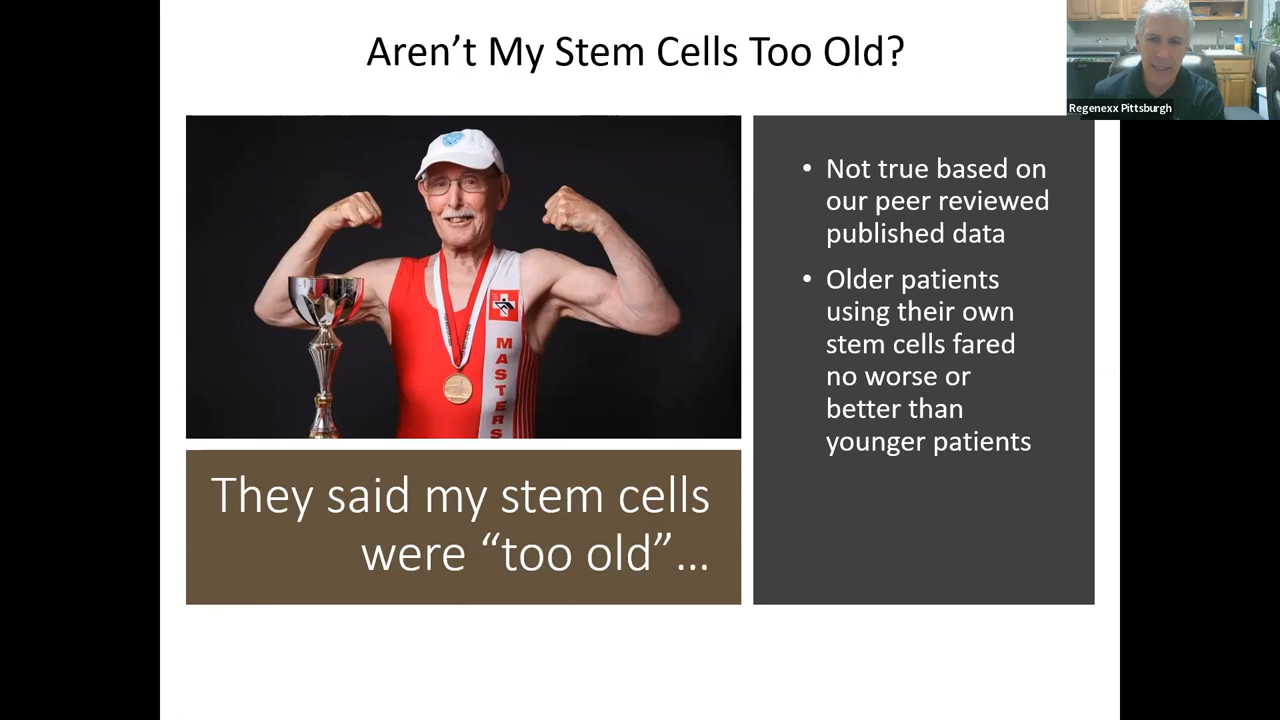 Aren’t My Stem Cells Too Old?
Regenexx Pittsburgh
MASTERS
• Not true based on
our peer reviewed
published data
• Older patients
using their own
stem cells fared
no worse or
better than
younger patients
They said my stem cells
were “too old”...